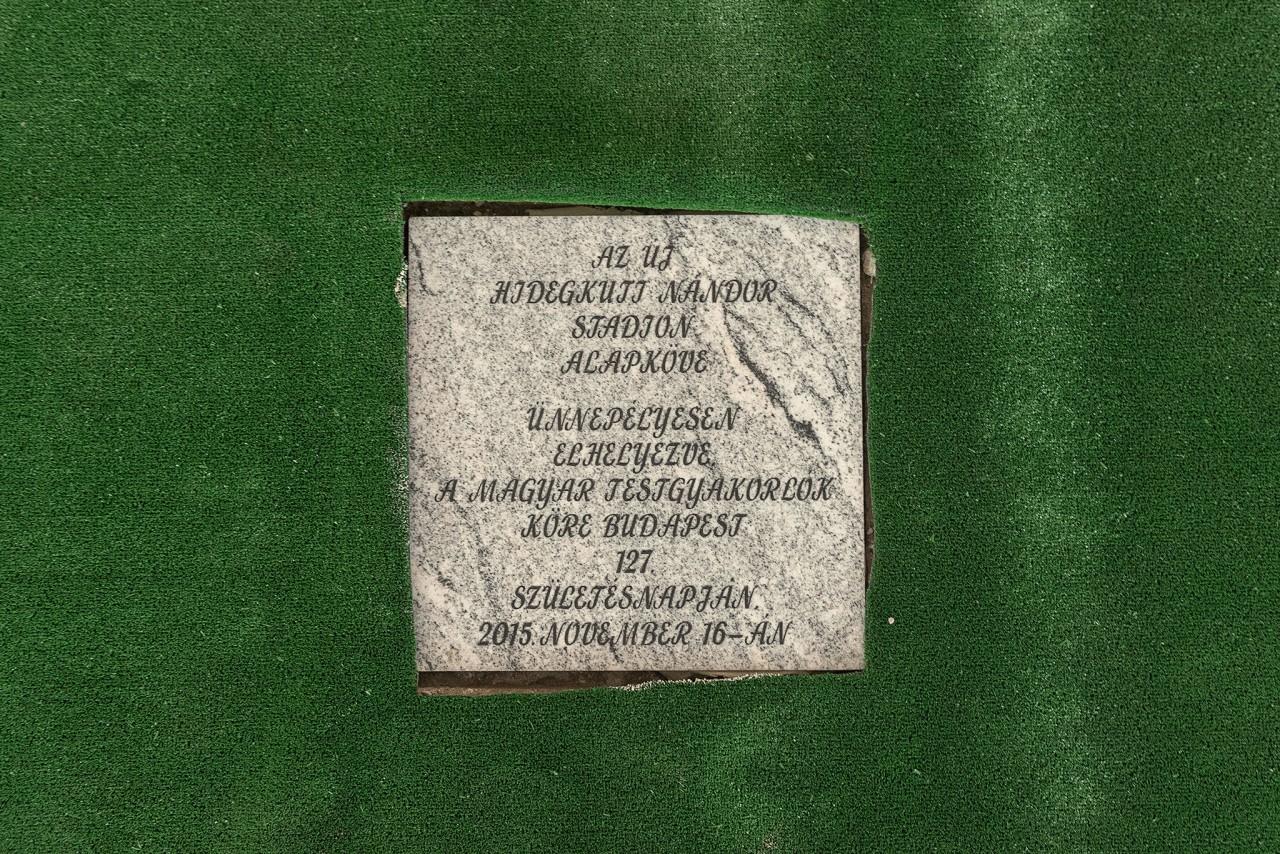 AZ ÚJ
HIDEGKUTI NÁNDOR
STADION
ALAPKÖVE
ÜNNEPÉLYESEN
ELHELYEZVE,
A MAGYAR TESTGYAKORLÓK
KÖRE BUDAPEST
127.
SZÜLETÉSNAPJÁN,
2015.NOVEMBER 16-ÁN